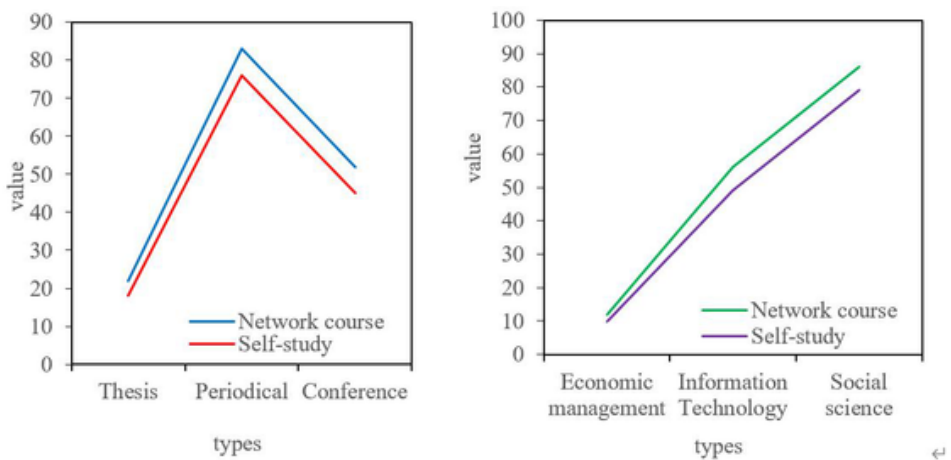 90
80
70
60
50
40
30
20
10
0
value
Network course
Self-study
Thesis Periodical Conference
types
100
90
80
70
60
50
40
30
20
10
0
value
Network course
Self-study
Economic Information Social
management Technology science
types
↵